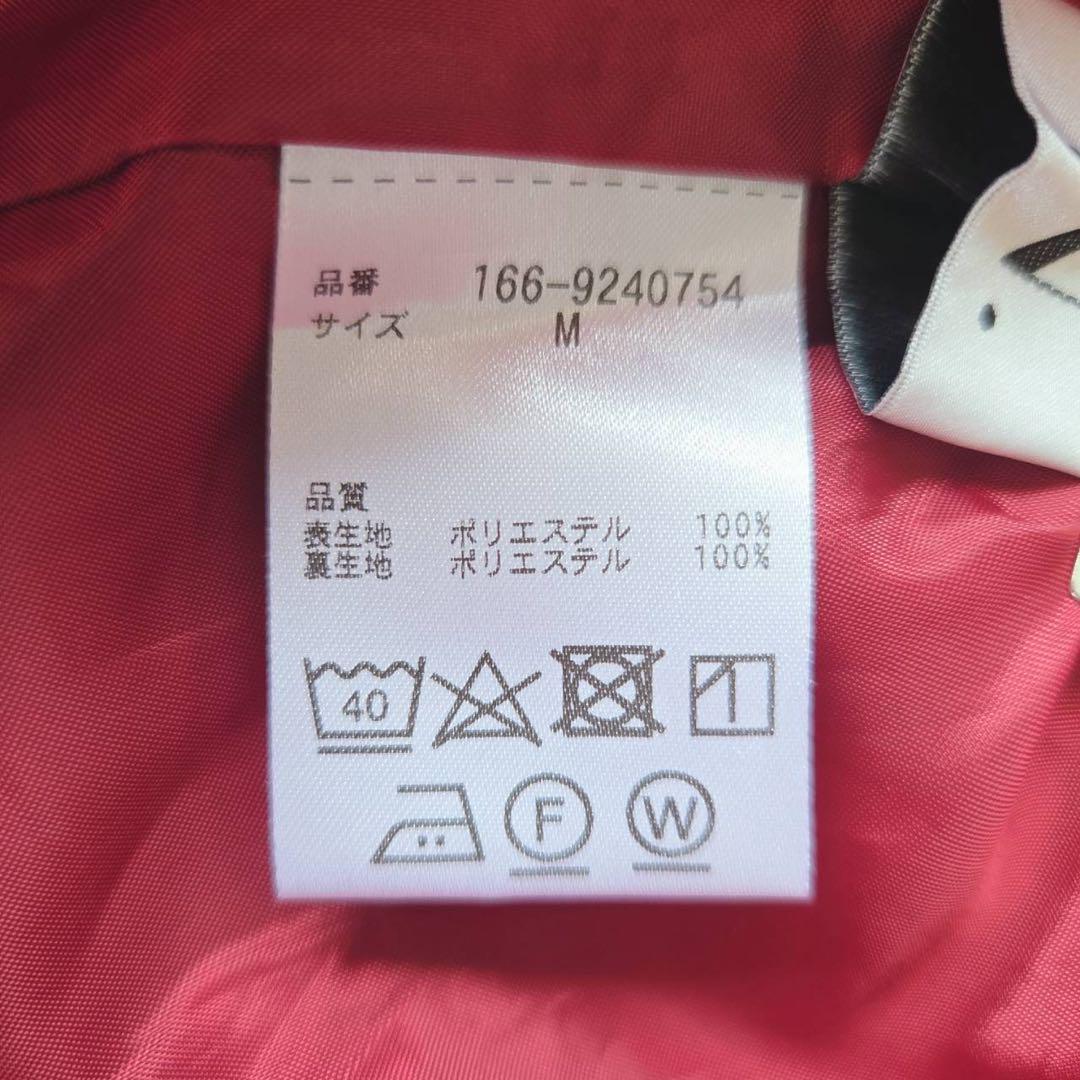 品番 166-9240754
サイズ M
品質
表生地 ポリエステル 100%
裏生地 ポリエステル 100%
40
F W